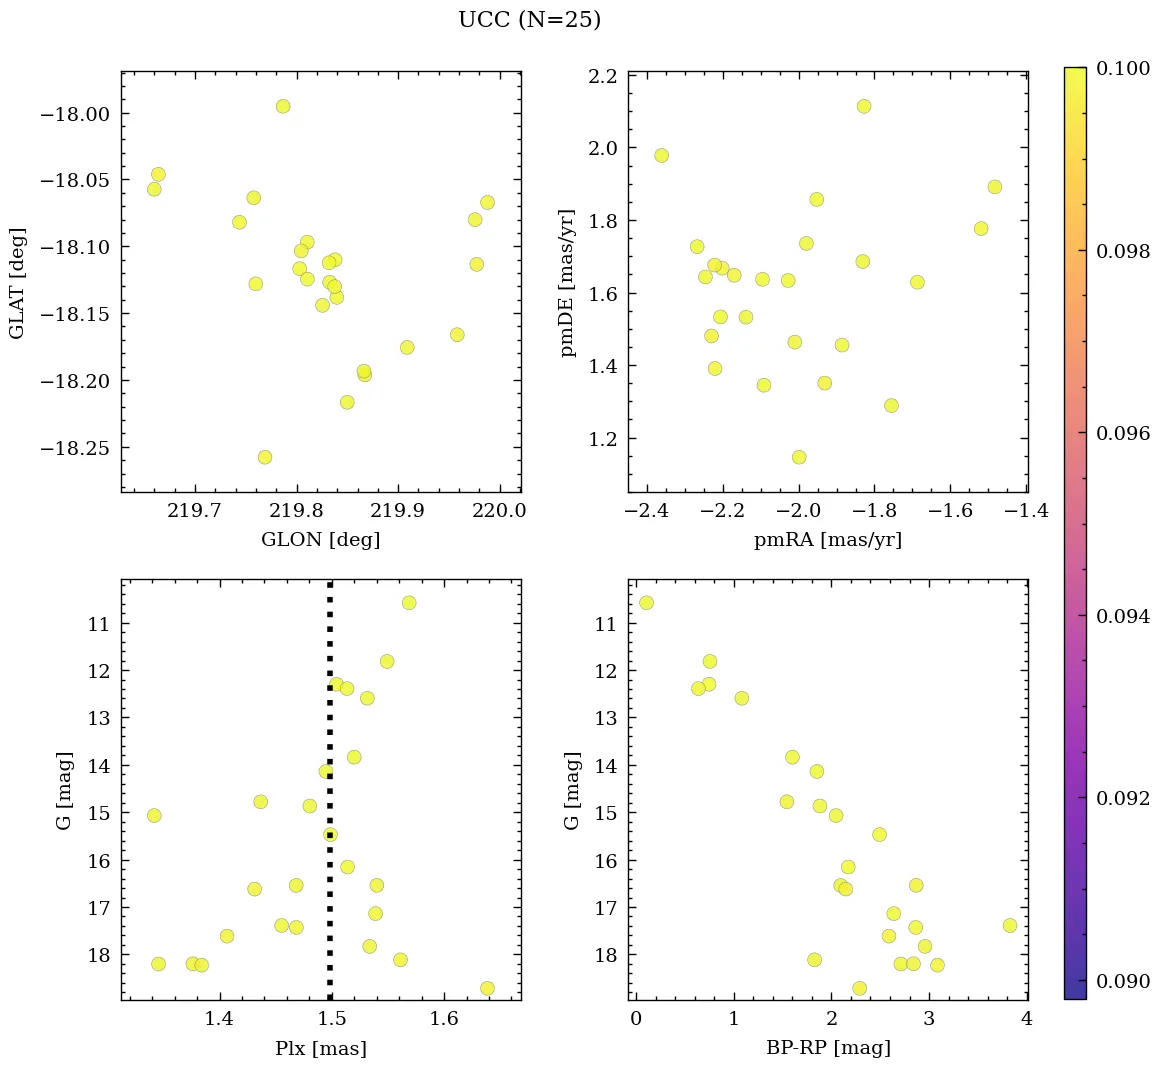 UCC (N=25)
−18.00
−18.05
−18.10
−18.15
−18.20
−18.25
GLAT [deg]
219.7 219.8 219.9 220.0
GLON [deg]
2.2
2.0
1.8
1.6
1.4
1.2
pmDE [mas/yr]
−2.4 −2.2 −2.0 −1.8 −1.6 −1.4
pmRA [mas/yr]
11
12
13
14
15
16
17
18
G [mag]
1.4 1.5 1.6
Plx [mas]
11
12
13
14
15
16
17
18
G [mag]
0 1 2 3 4
BP-RP [mag]
0.100
0.098
0.096
0.094
0.092
0.090